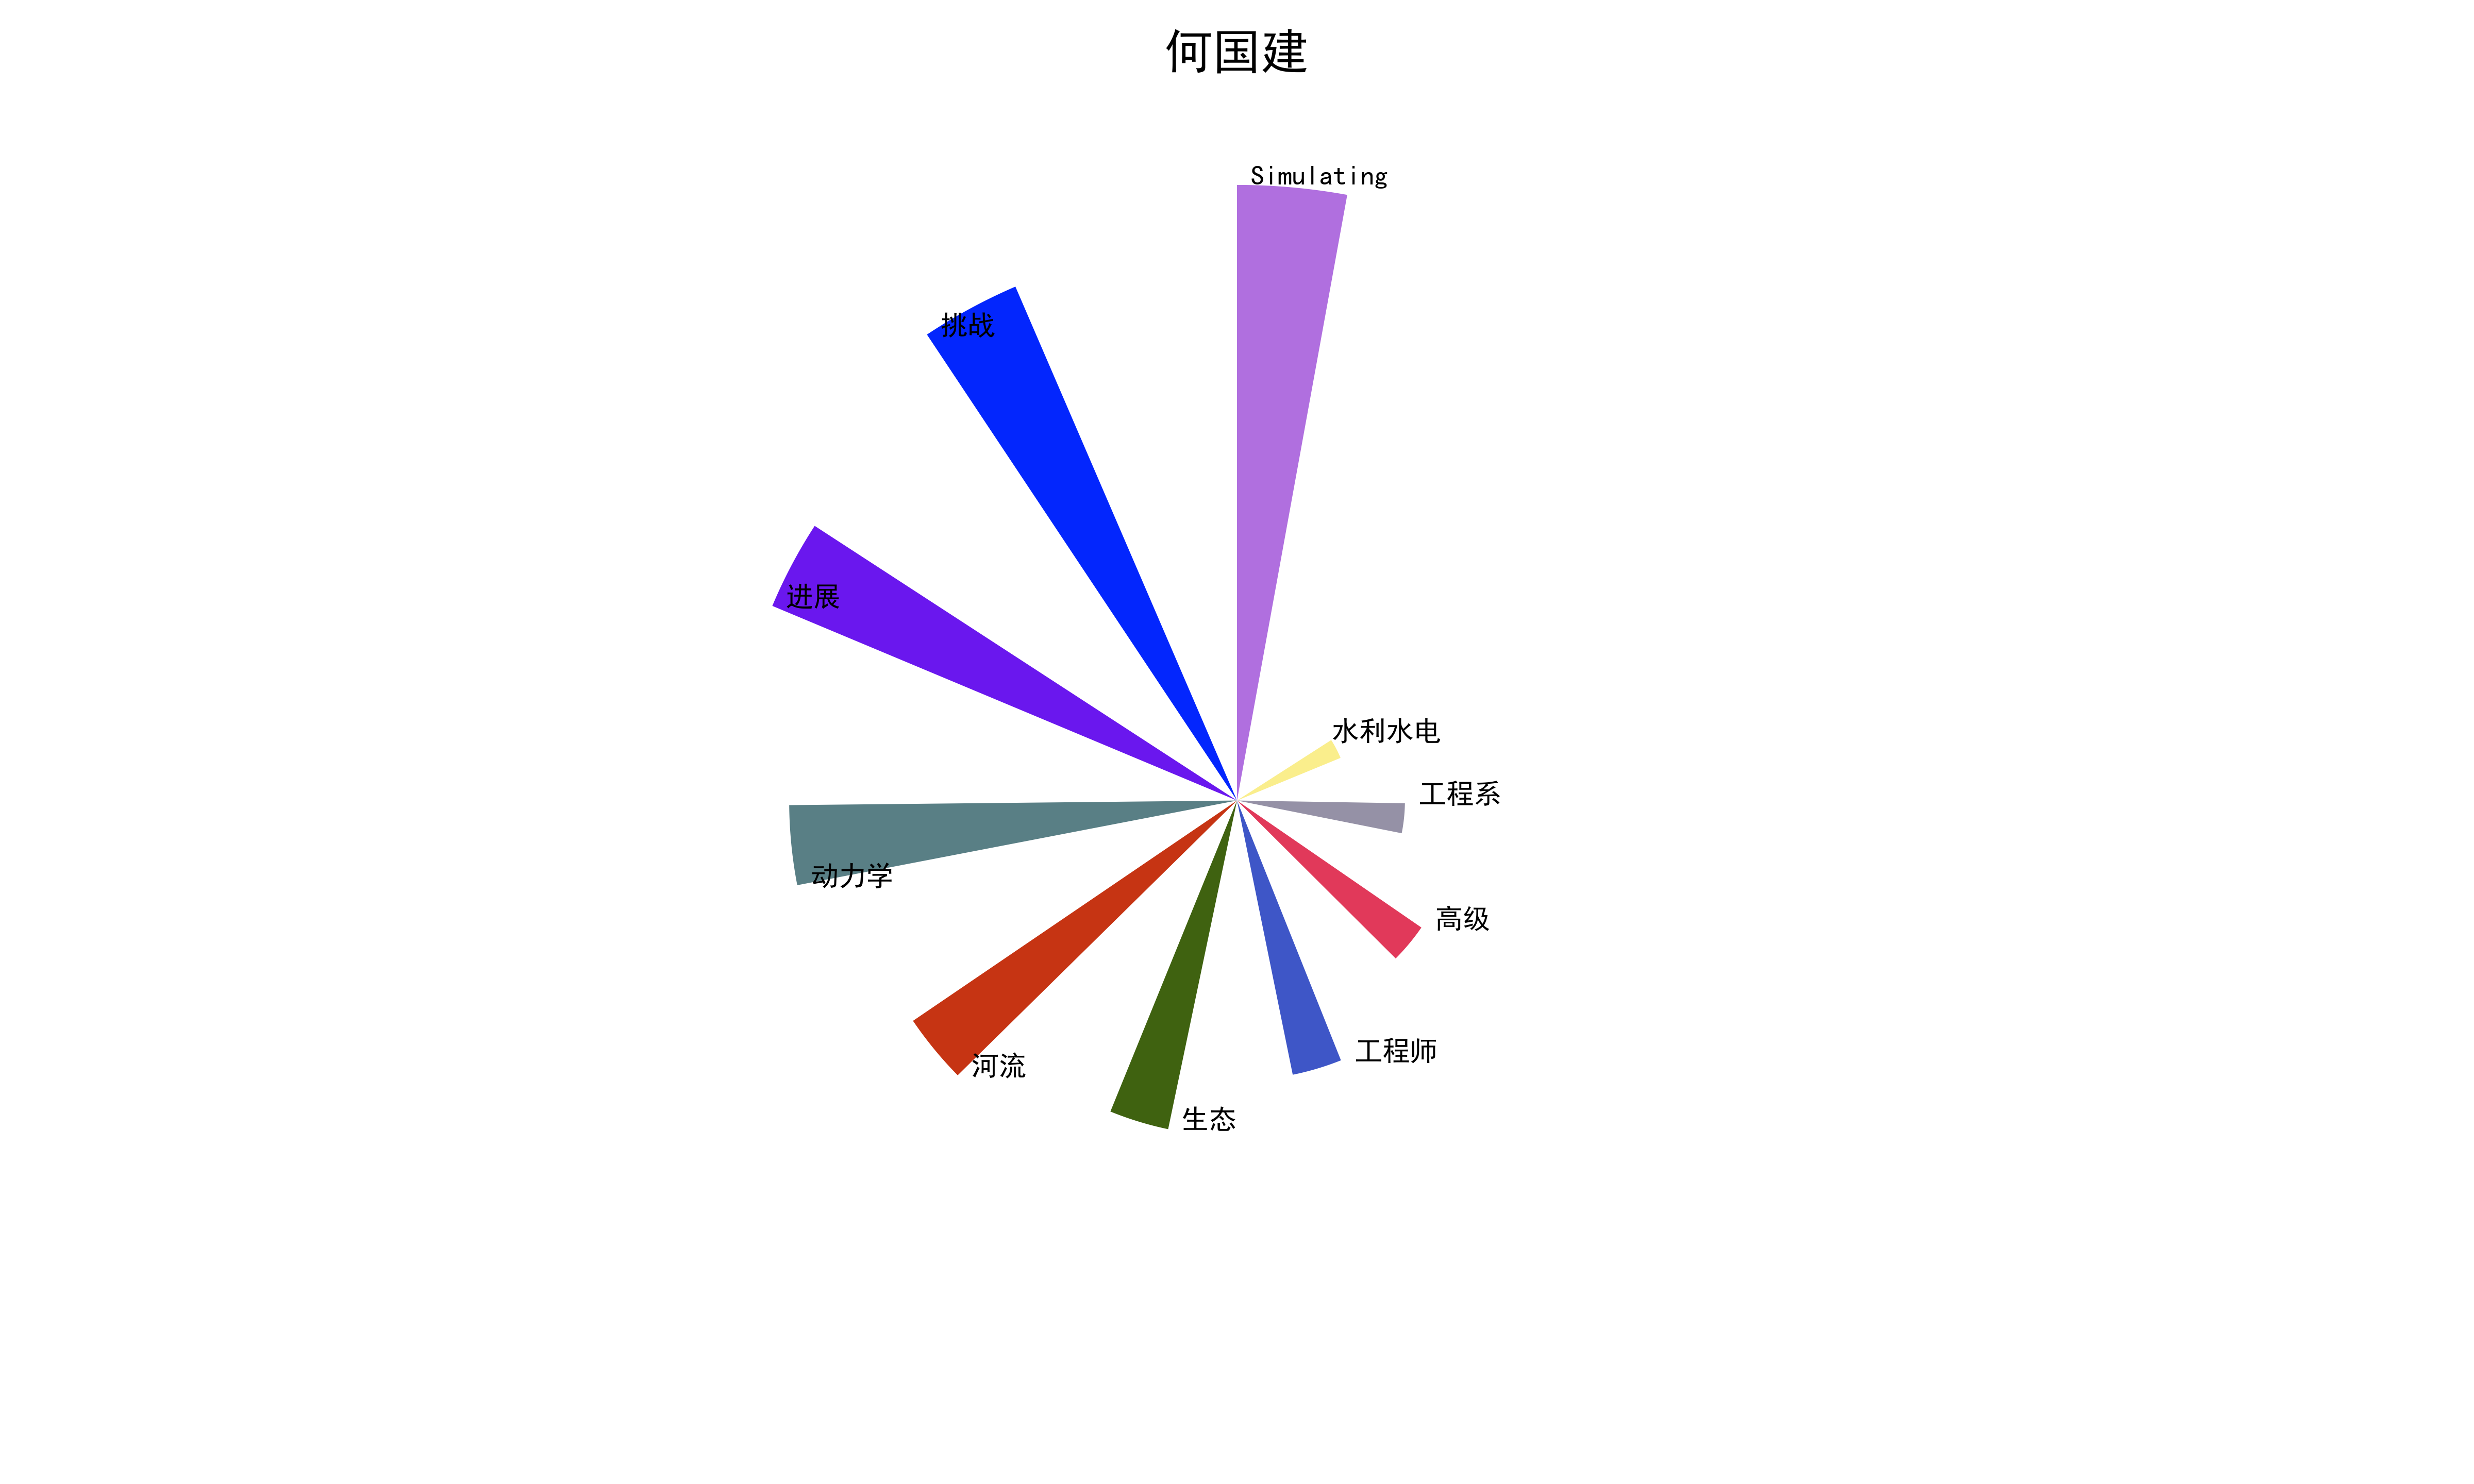 何国建
Simulating
挑战
进展
水利水电
工程系
动力学
高级
工程师
河流
生态